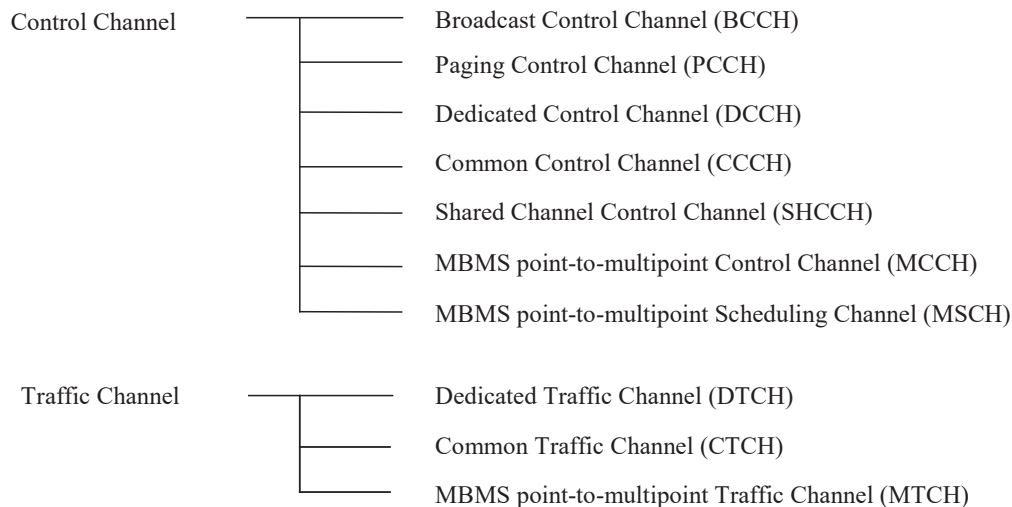 Control Channel
Broadcast Control Channel (BCCH)
Paging Control Channel (PCCH)
Dedicated Control Channel (DCCH)
Common Control Channel (CCCH)
Shared Channel Control Channel (SHCCH)
MBMS point-to-multipoint Control Channel (MCCH)
MBMS point-to-multipoint Scheduling Channel (MSCH)
Traffic Channel
Dedicated Traffic Channel (DTCH)
Common Traffic Channel (CTCH)
MBMS point-to-multipoint Traffic Channel (MTCH)